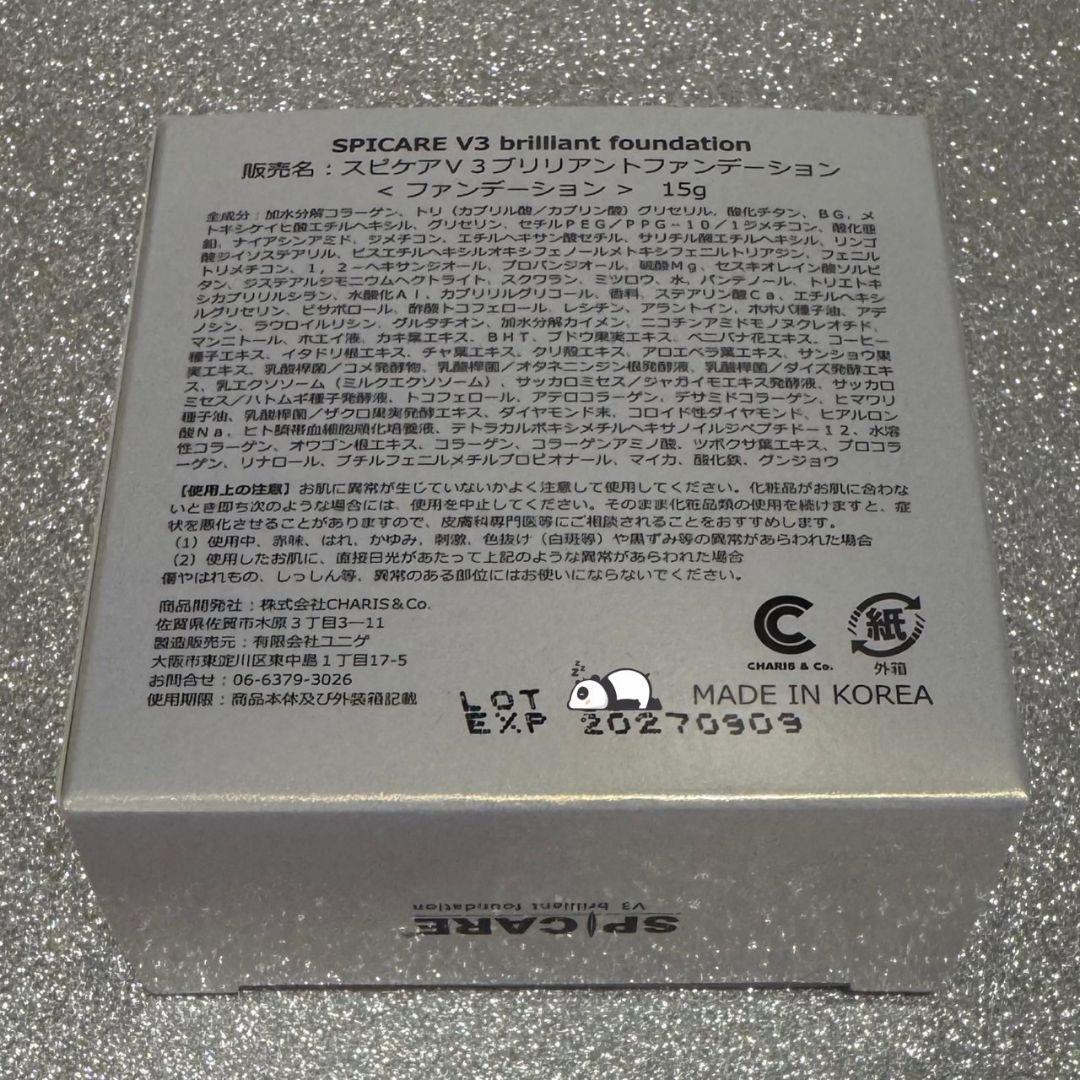 SPICARE V3 brilliant foundation
販売名：スピケアV３ブリリアントファンデーション
＜ ファンデーション ＞　15g
全成分：加水分解コラーゲン、トリ（カプリル酸／カプリン酸）グリセリル、酸化チタン、BG、メ
トキシケイヒ酸エチルヘキシル、グリセリン、セチルPEG／PPG－10／1ジメチコン、酸化亜
鉛、ナイアシンアミド、ジメチコン、エチルヘキサン酸セチル、サリチル酸エチルヘキシル、リンゴ
酸ジイソステアリル、ビスエチルヘキシルオキシフェノールメトキシフェニルトリアジン、フェニル
トリメチコン、１，２－ヘキサンジオール、プロパンジオール、硫酸Mg、セスキオレイン酸ソルビ
タン、ジステアルジモニウムヘクトライト、スクワラン、ミツロウ、水、パンテノール、トリエトキ
シカプリリルシラン、水酸化Aｌ、カプリリルグリコール、香料、ステアリン酸Ca、エチルヘキシ
ルグリセリン、ビサボロール、酢酸トコフェロール、レシチン、アラントイン、ホホバ種子油、アデ
ノシン、ラウロイルリシン、グルタチオン、加水分解カイメン、ニコチンアミドモノヌクレオチド、
マンニトール、ホエイ液、カキ葉エキス、BHT、ブドウ果実エキス、ベニバナ花エキス、コーヒー
種子エキス、イタドリ根エキス、チャ葉エキス、クリ殻エキス、アロエベラ葉エキス、サンショウ果
実エキス、乳酸桿菌／コメ発酵物、乳酸桿菌／オタネニンジン根発酵液、乳酸桿菌／ダイズ発酵エキ
ス、乳エクソソーム（ミルクエクソソーム）、サッカロミセス／ジャガイモエキス発酵液、サッカロ
ミセス／ハトムギ種子発酵液、トコフェロール、アテロコラーゲン、デサミドコラーゲン、ヒマワリ
種子油、乳酸桿菌／ザクロ果実発酵エキス、ダイヤモンド末、コロイド性ダイヤモンド、ヒアルロン
酸Na、ヒト臍帯血細胞順化培養液、テトラカルボキシメチルヘキサノイルジペプチド－12、水溶
性コラーゲン、オウゴン根エキス、コラーゲン、コラーゲンアミノ酸、ツボクサ葉エキス、プロコラ
ーゲン、リナロール、ブチルフェニルメチルプロピオナール、マイカ、酸化鉄、グンジョウ
【使用上の注意】お肌に異常が生じていないかよく注意して使用してください。化粧品がお肌に合わな
いとき即ち次のような場合には、使用を中止してください。そのまま化粧品類の使用を続けますと、症
状を悪化させることがありますので、皮膚科専門医等にご相談されることをおすすめします。
（1）使用中、赤味、はれ、かゆみ、刺激、色抜け（白斑等）や黒ずみ等の異常があらわれた場合
（2）使用したお肌に、直接日光があたって上記のような異常があらわれた場合
傷やはれもの、しっしん等、異常のある部位にはお使いにならないでください。
商品開発社：株式会社CHARIS＆Co.
佐賀県佐賀市木原３丁目3―11
製造販売元：有限会社ユニゲ
大阪市東淀川区東中島１丁目17-5
お問合せ：06-6379-3026
使用期限：商品本体及び外装箱記載
CHARIS & Co.
紙
外箱
zzz
LOT
MADE IN KOREA
EXP 20270909
V3 brilliant foundation
SPICARE